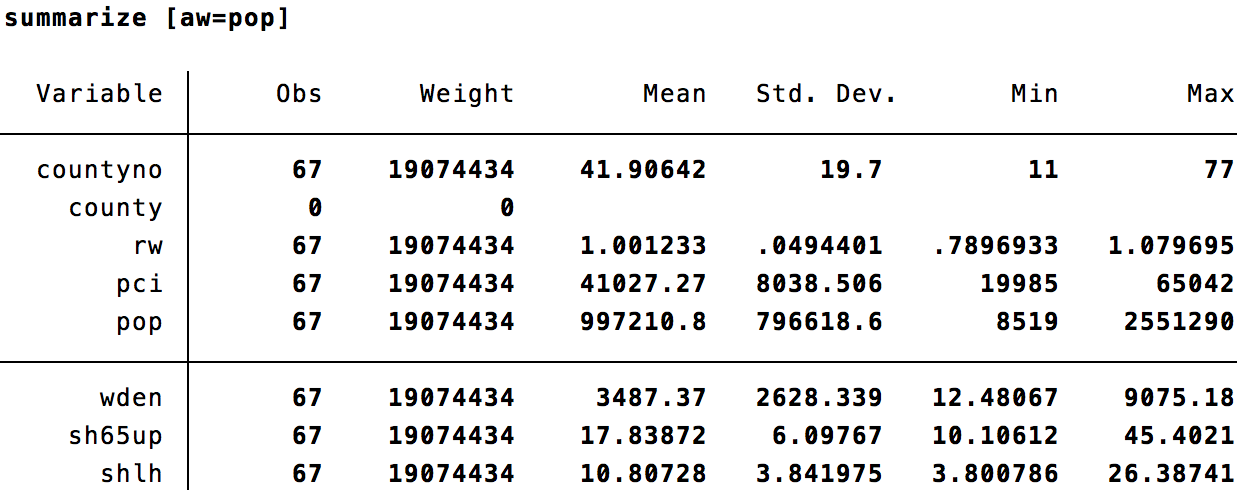 summarize [aw=pop]
Variable Obs Weight Mean Std. Dev. Min Max
countyno 67 19074434 41.90642 19.7 11 77
county 0 0
rw 67 19074434 1.001233 .0494401 .7896933 1.079695
pci 67 19074434 41027.27 8038.506 19985 65042
pop 67 19074434 997210.8 796618.6 8519 2551290
wden 67 19074434 3487.37 2628.339 12.48067 9075.18
sh65up 67 19074434 17.83872 6.09767 10.10612 45.4021
shlh 67 19074434 10.80728 3.841975 3.800786 26.38741